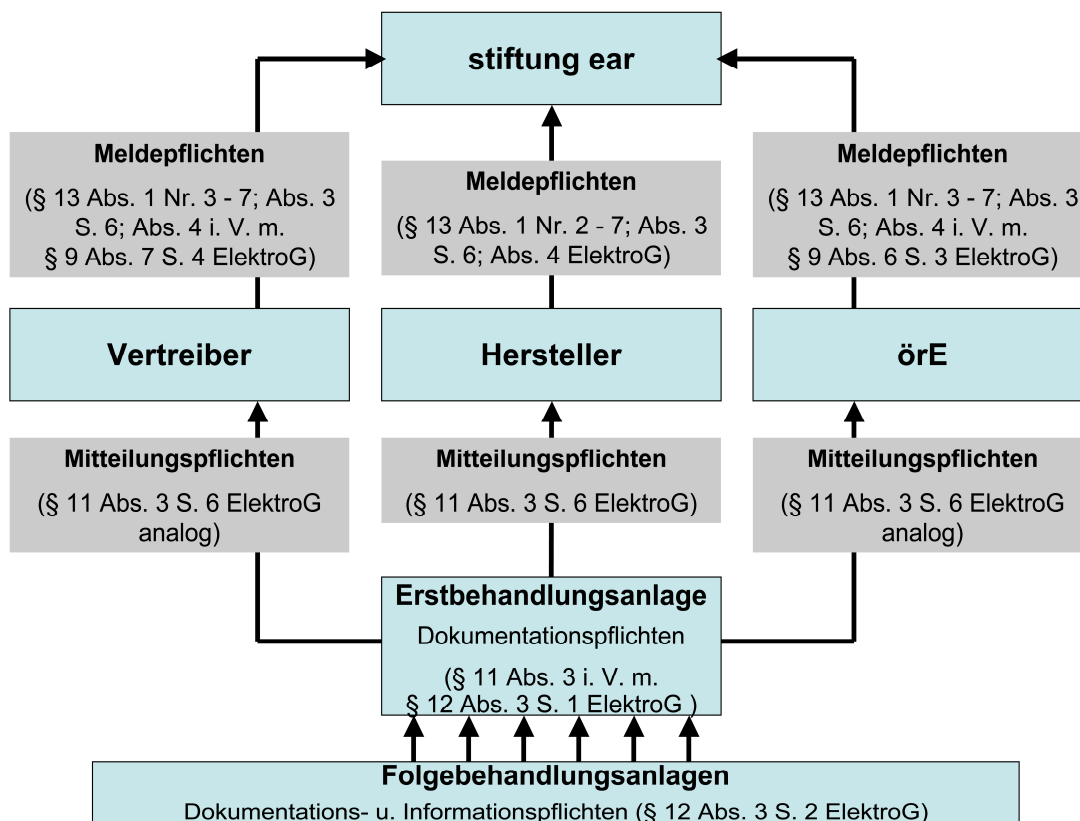 stiftung ear
Meldepflichten
(§ 13 Abs. 1 Nr. 3 - 7; Abs. 3
S. 6; Abs. 4 i. V. m.
§ 9 Abs. 7 S. 4 ElektroG)
Meldepflichten
(§ 13 Abs. 1 Nr. 2 - 7; Abs. 3
S. 6; Abs. 4 ElektroG)
Meldepflichten
(§ 13 Abs. 1 Nr. 3 - 7; Abs. 3
S. 6; Abs. 4 i. V. m.
§ 9 Abs. 6 S. 3 ElektroG)
Vertreiber
Hersteller
örE
Mitteilungspflichten
(§ 11 Abs. 3 S. 6 ElektroG
analog)
Mitteilungspflichten
(§ 11 Abs. 3 S. 6 ElektroG)
Mitteilungspflichten
(§ 11 Abs. 3 S. 6 ElektroG
analog)
Erstbehandlungsanlage
Dokumentationspflichten
(§ 11 Abs. 3 i. V. m.
§ 12 Abs. 3 S. 1 ElektroG )
Folgebehandlungsanlagen
Dokumentations- u. Informationspflichten (§ 12 Abs. 3 S. 2 ElektroG)